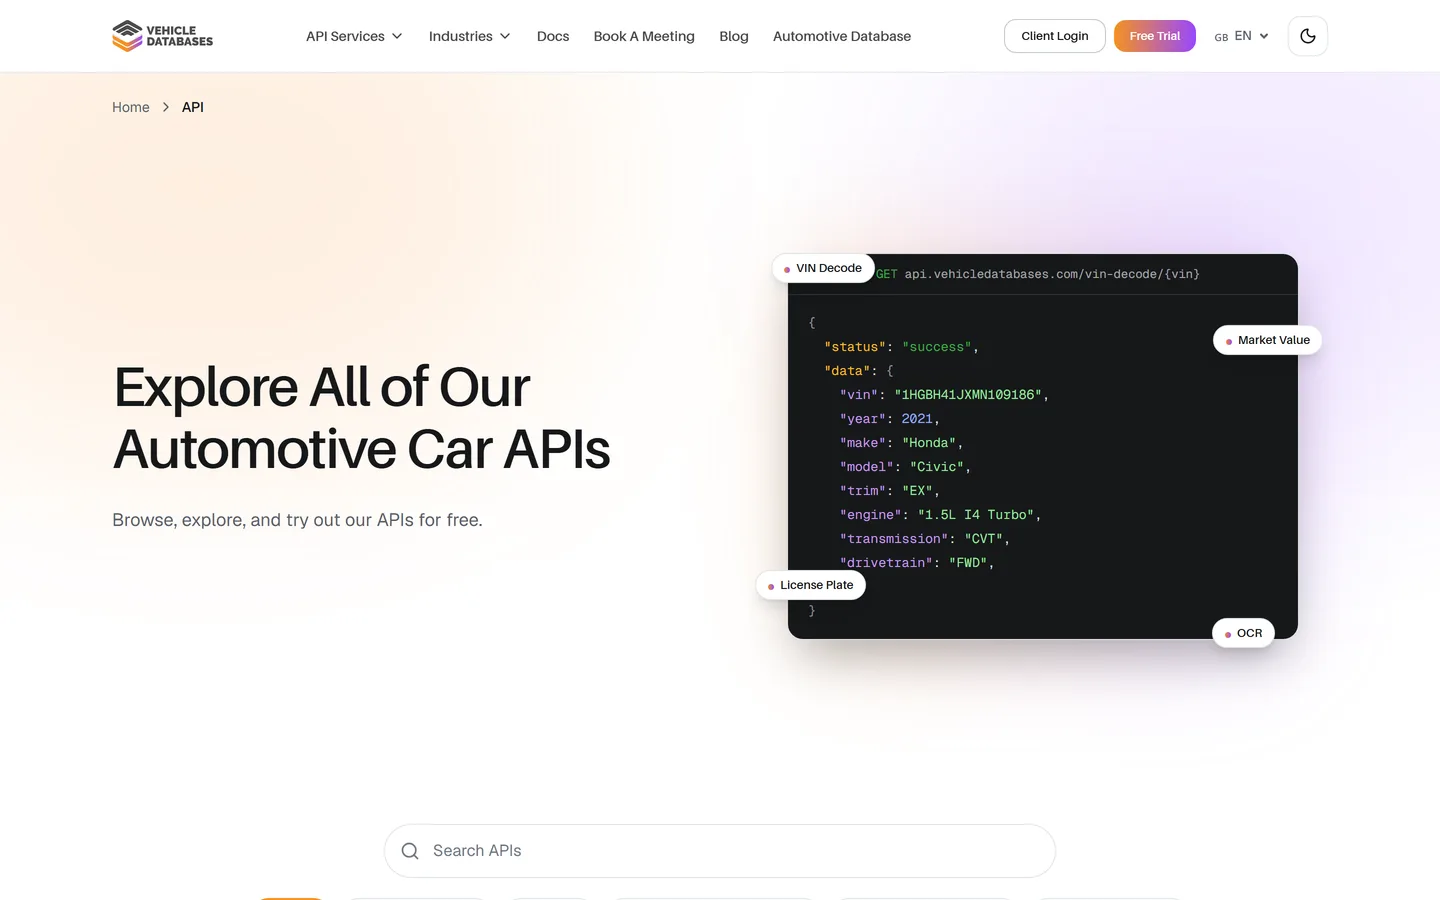 VEHICLE
DATABASES
API Services
Industries
Docs
Book A Meeting
Blog
Automotive Database
Client Login
Free Trial
GB EN
Home > API
Explore All of Our
Automotive Car APIs
Browse, explore, and try out our APIs for free.
VIN Decode
GET api.vehicledatabases.com/vin-decode/{vin}
Market Value
{
"status": "success",
"data": {
"vin": "1HGBH41JXMN109186",
"year": 2021,
"make": "Honda",
"model": "Civic",
"trim": "EX",
"engine": "1.5L I4 Turbo",
"transmission": "CVT",
"drivetrain": "FWD",
License Plate
}
OCR
Search APIs